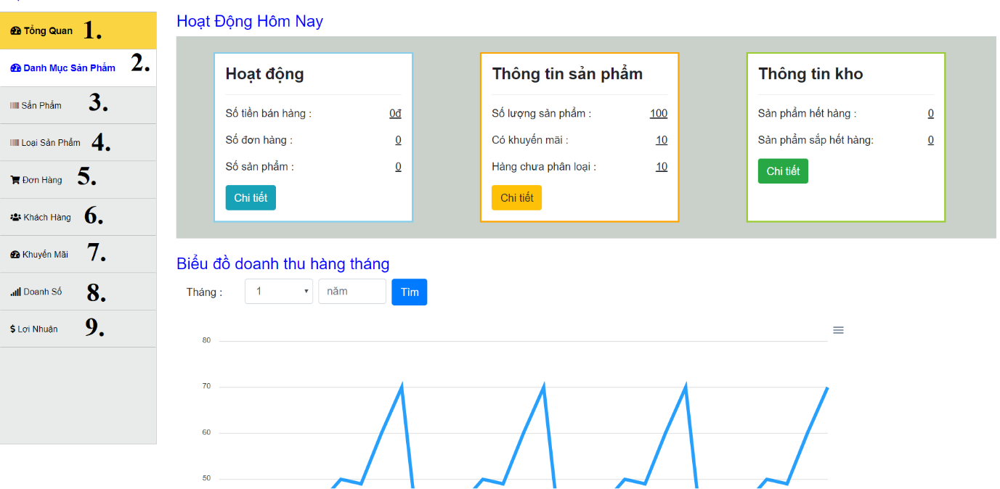 Tổng Quan 1.
Danh Mục Sản Phẩm 2.
Sẩn Phẩm 3.
Loại Sản Phẩm 4.
Đơn Hàng 5.
Khách Hàng 6.
Khuyến Mãi 7.
Doanh Số 8.
$ Lợi Nhuận 9.
Hoạt Động Hôm Nay
Hoạt động
Số tiền bán hàng : 0đ
Số đơn hàng : 0
Số sản phẩm : 0
Chi tiết
Thông tin sản phẩm
Số lượng sản phẩm : 100
Có khuyến mãi : 10
Hàng chưa phân loại : 10
Chi tiết
Thông tin kho
Sản phẩm hết hàng : 0
Sản phẩm sắp hết hàng: 0
Chi tiết
Biểu đồ doanh thu hàng tháng
Tháng : 1 năm Tìm
80
70
60
50